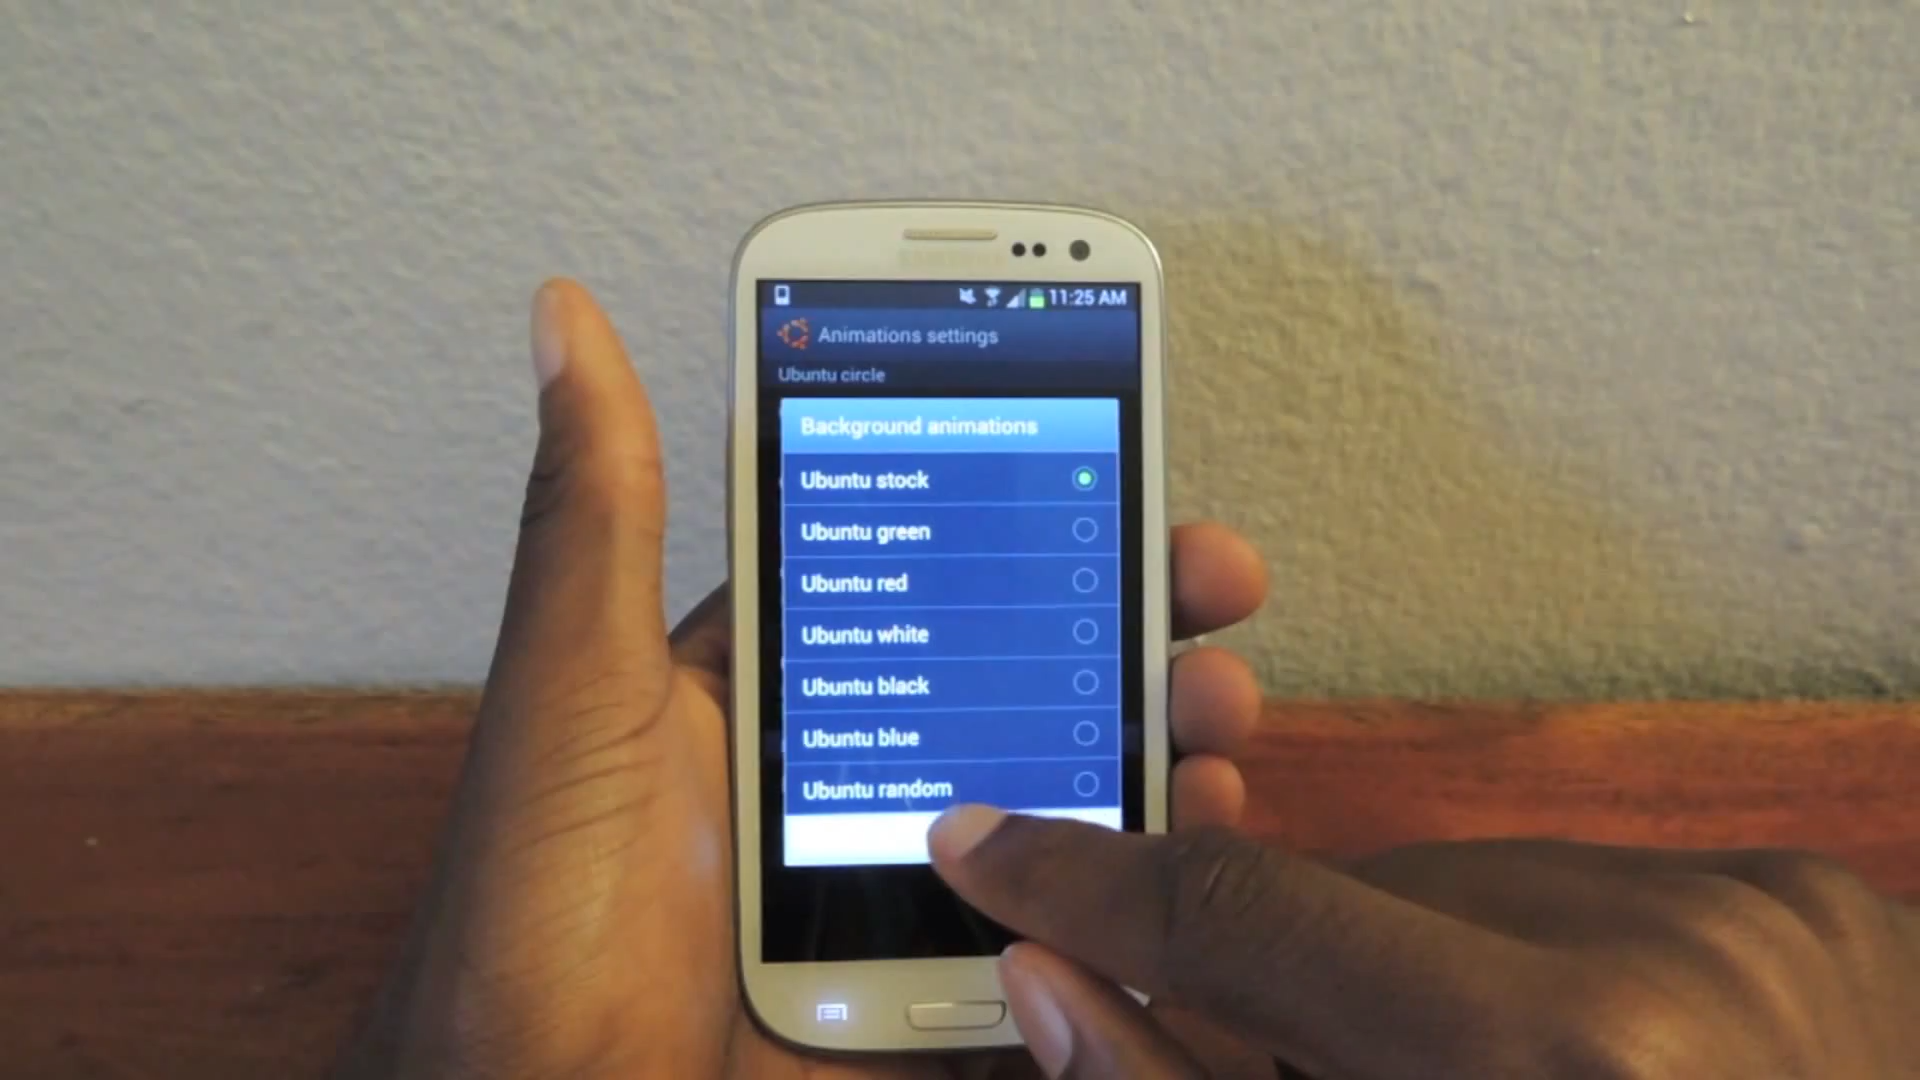 11:25 AM
Animations settings
Ubuntu circle
Background animations
Ubuntu stock
Ubuntu green
Ubuntu red
Ubuntu white
Ubuntu black
Ubuntu blue
Ubuntu random